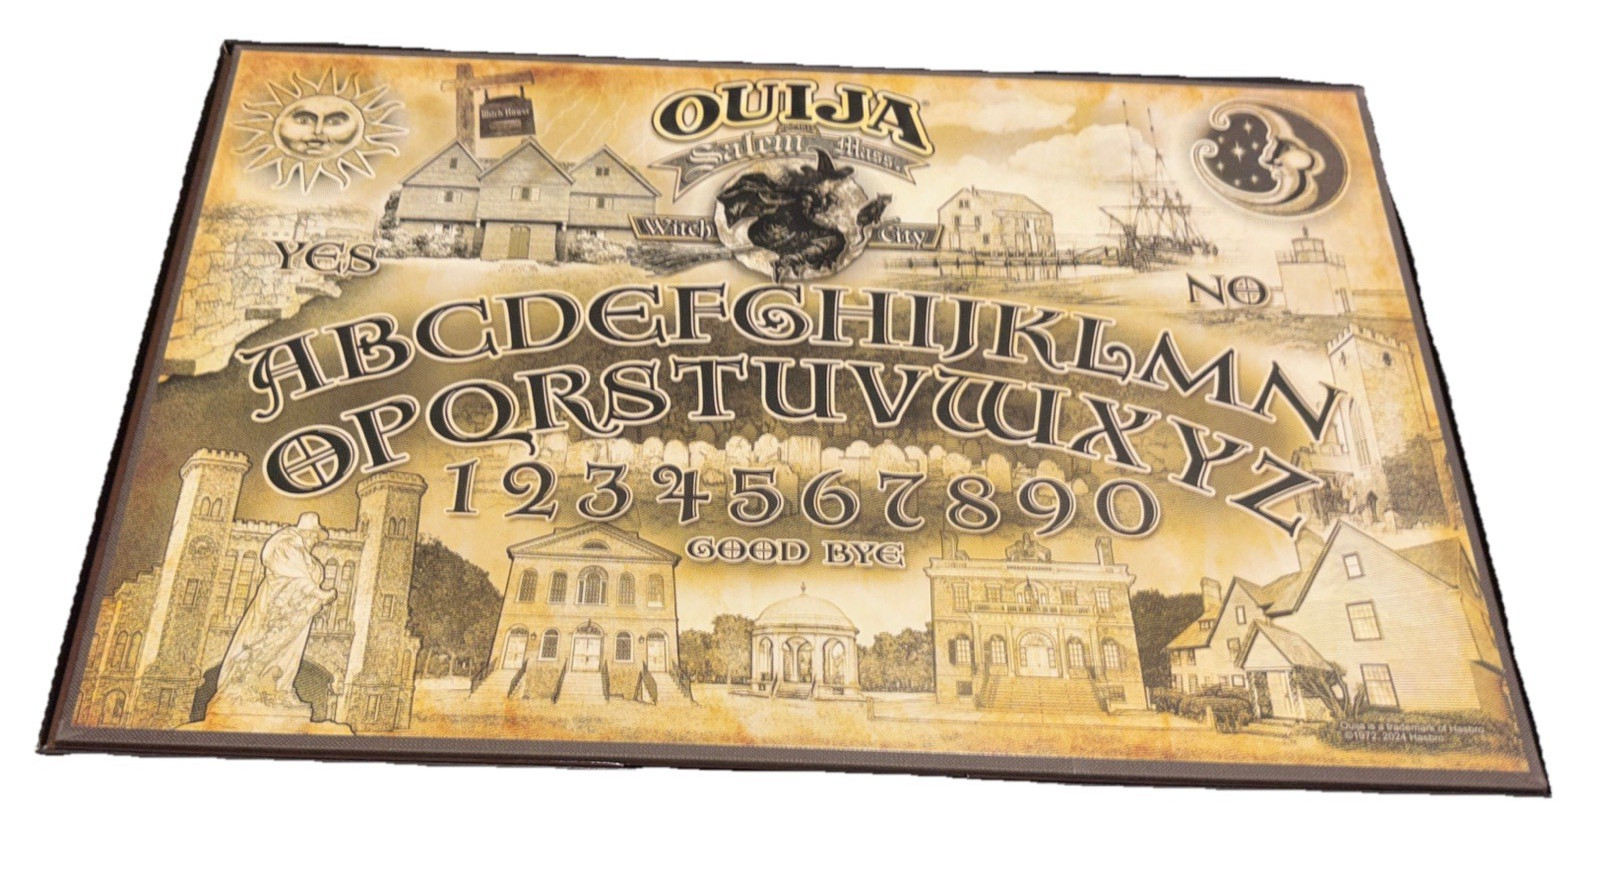 Witch House
OUIJA
Salem Mass.
Witch City
YES
NO
ABCDEFGHIJKLMN
OPQRSTUVWXYZ
1234567890
GOOD BYE
Ouija is a trademark of Hasbro.
©1972, 2024 Hasbro.